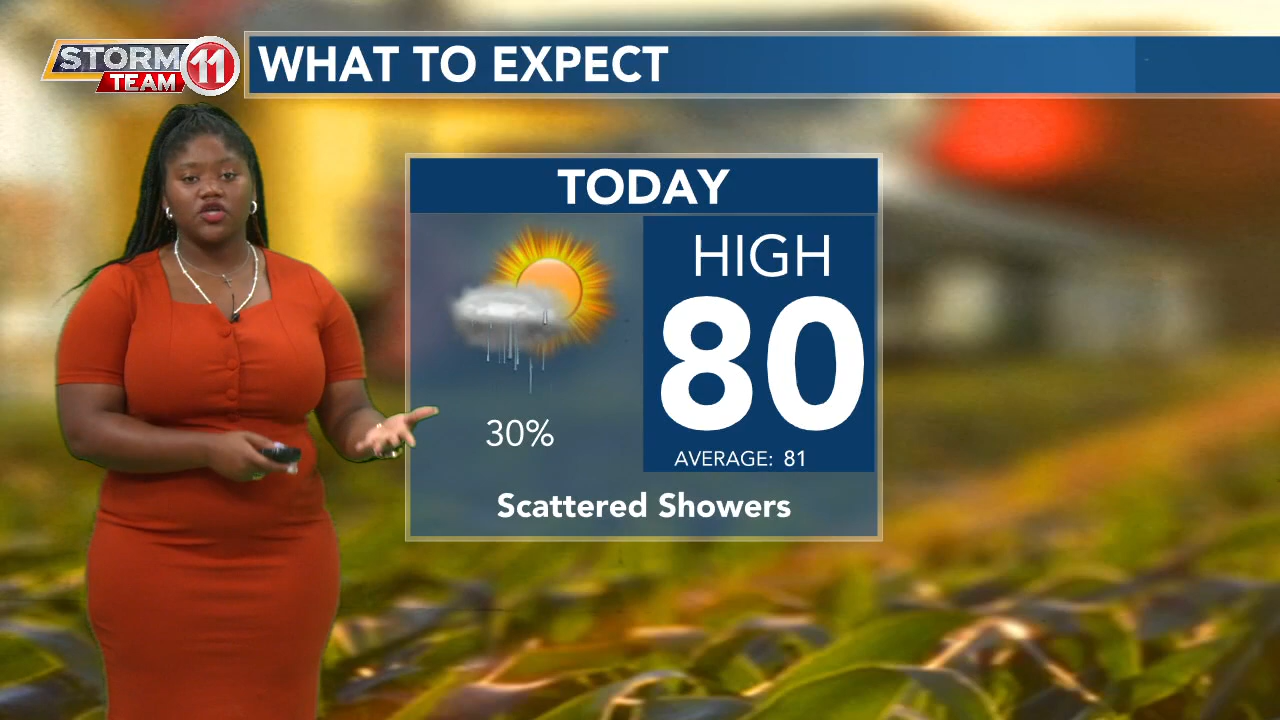 STORM
TEAM
11
WHAT TO EXPECT
TODAY
HIGH
80
30%
AVERAGE: 81
Scattered Showers